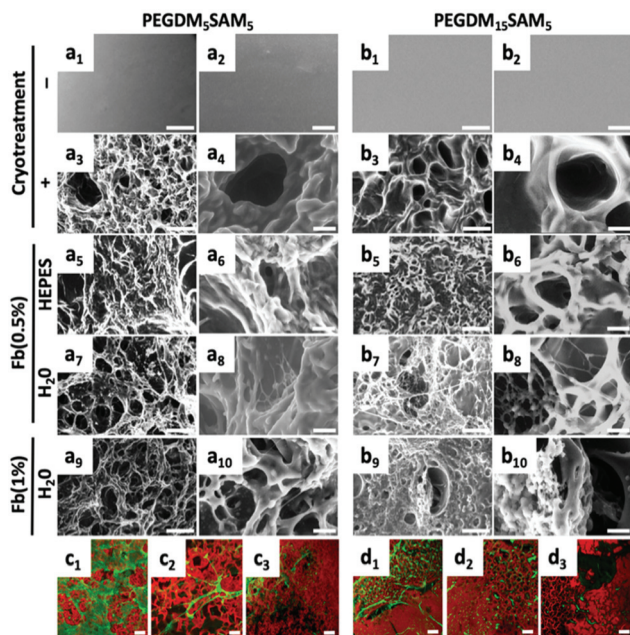 PEGDM₅SAM₅ PEGDM₁₅SAM₅
Cryotreatment
−
a₁ a₂ b₁ b₂
+
a₃ a₄ b₃ b₄
Fb(0.5%)
HEPES
a₅ a₆ b₅ b₆
H₂O
a₇ a₈ b₇ b₈
Fb(1%)
H₂O
a₉ a₁₀ b₉ b₁₀
c₁ c₂ c₃ d₁ d₂ d₃